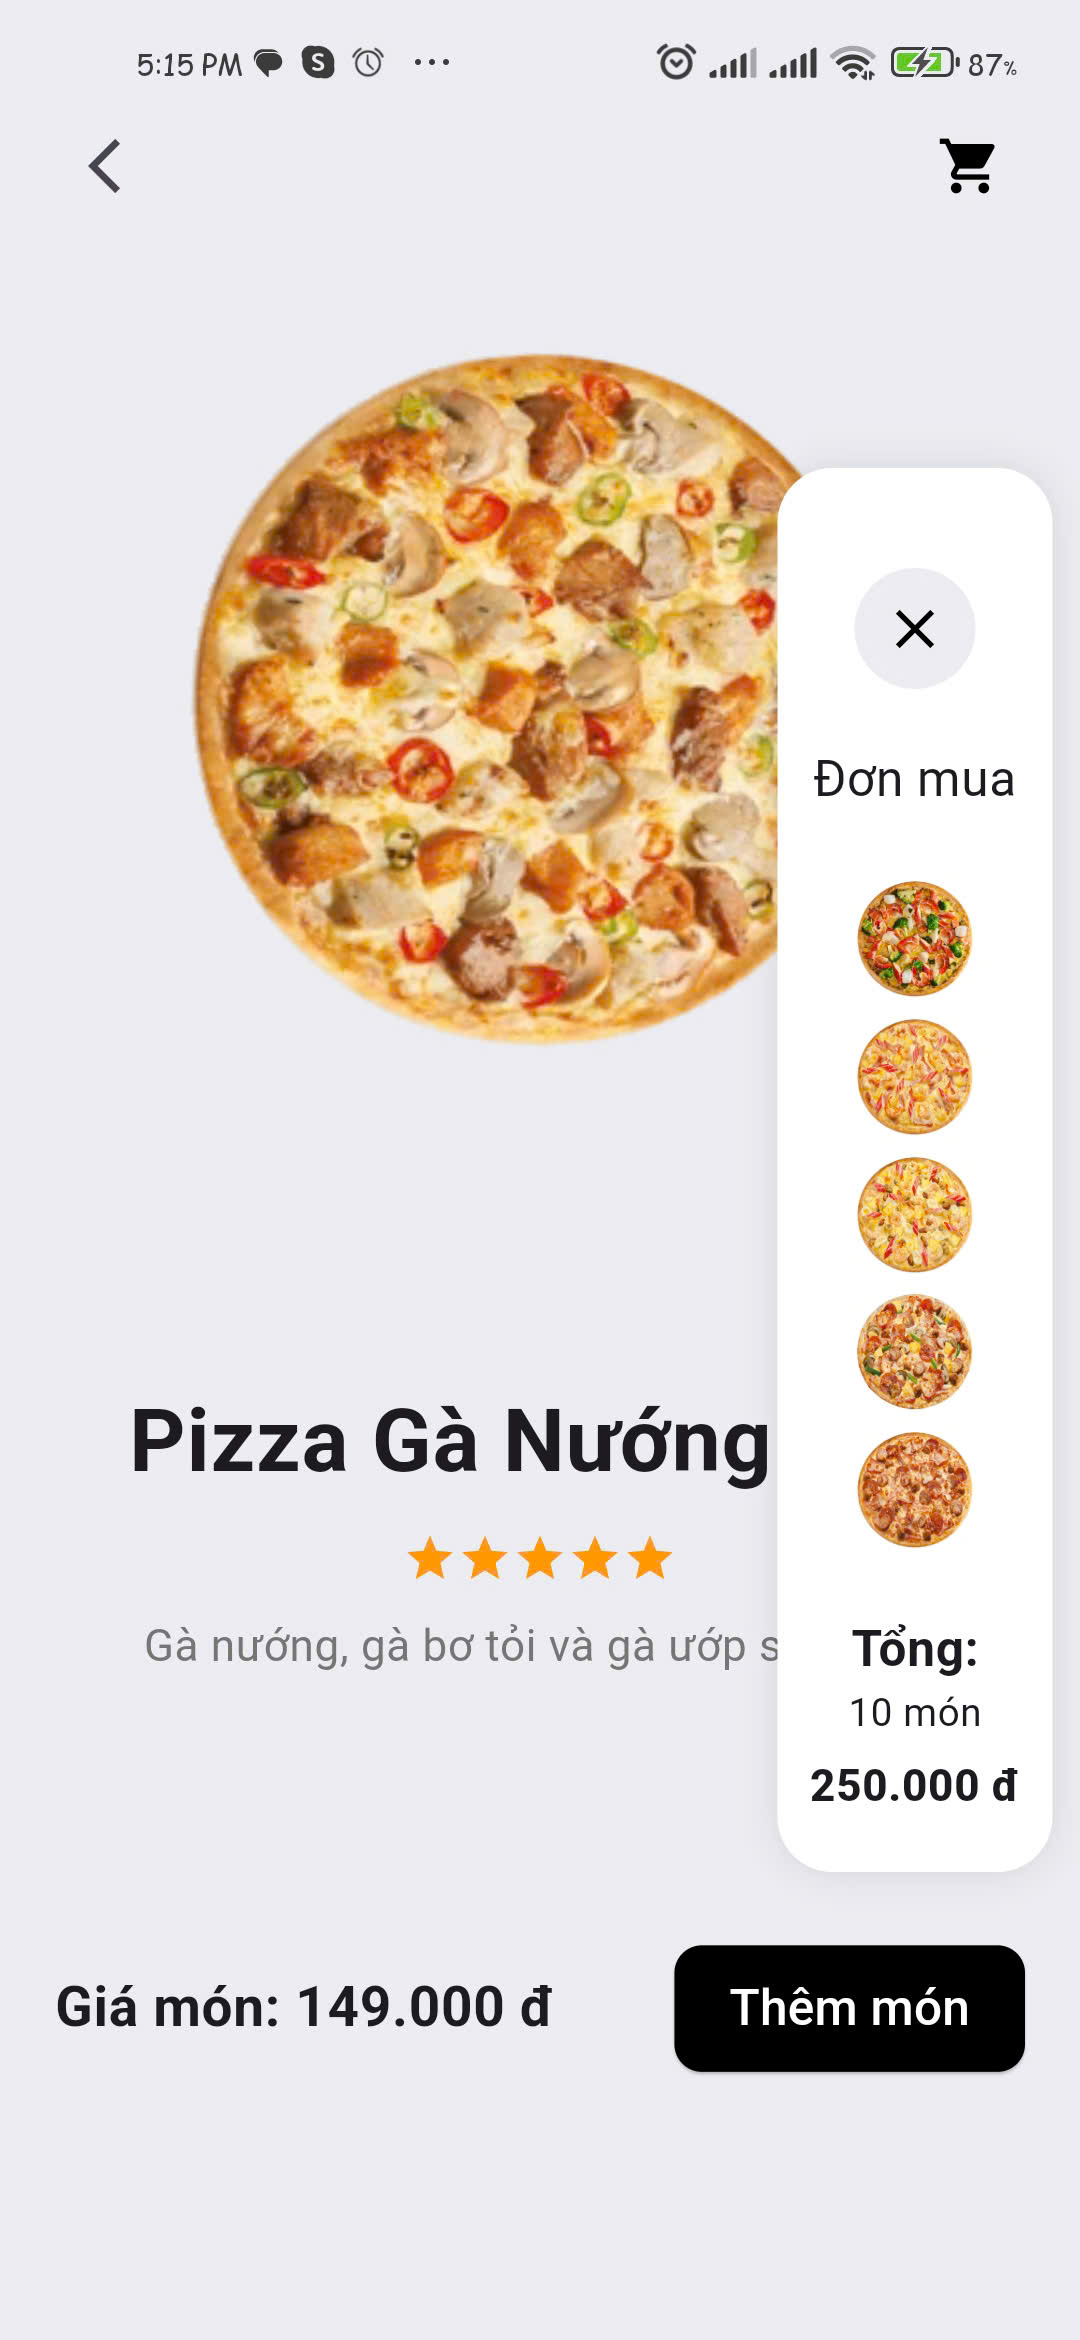 5:15 PM
87%
Đơn mua
Pizza Gà Nướng
Gà nướng, gà bơ tỏi và gà ướp
Tổng:
10 món
250.000 đ
Giá món: 149.000 đ
Thêm món